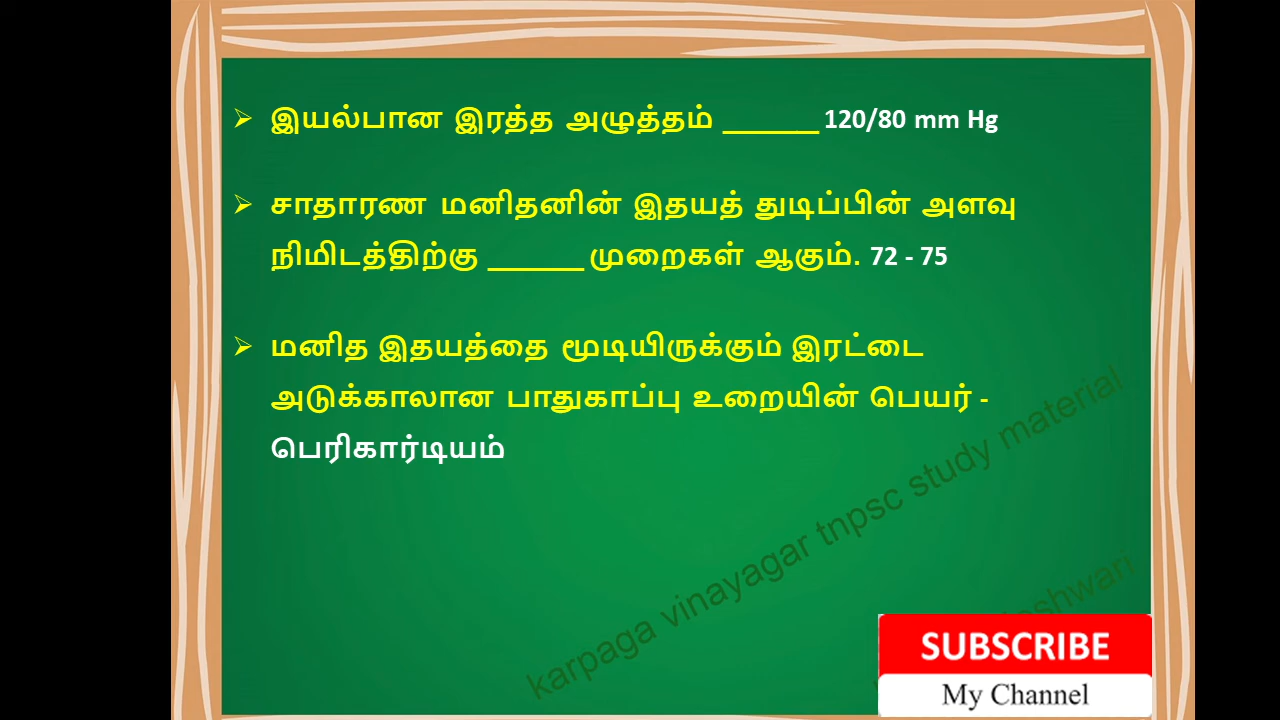 ➢ இயல்பான இரத்த அழுத்தம் ______ 120/80 mm Hg
➢ சாதாரண மனிதனின் இதயத் துடிப்பின் அளவு
நிமிடத்திற்கு ______ முறைகள் ஆகும். 72 - 75
➢ மனித இதயத்தை மூடியிருக்கும் இரட்டை
அடுக்காலான பாதுகாப்பு உறையின் பெயர் -
பெரிகார்டியம்
karpaga vinayagar tnpsc study material
SUBSCRIBE
My Channel